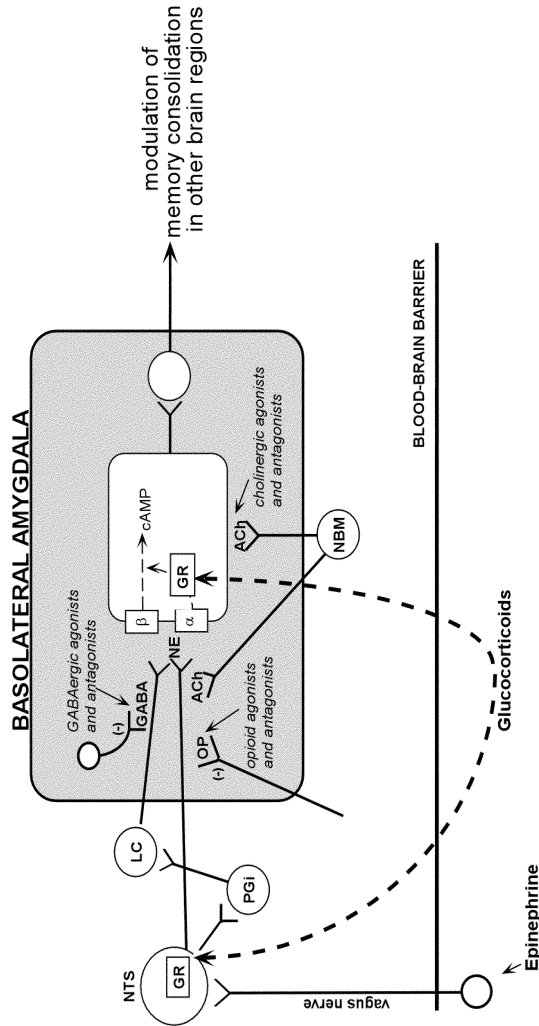 BASOLATERAL AMYGDALA
GABAergic agonists
and antagonists
(-)
GABA
β
cAMP
NE
α
GR
modulation of
memory consolidation
in other brain regions
LC
NTS
GR
PGi
OP
(-)
opioid agonists
and antagonists
ACh
ACh
cholinergic agonists
and antagonists
NBM
BLOOD-BRAIN BARRIER
vagus nerve
Glucocorticoids
Epinephrine